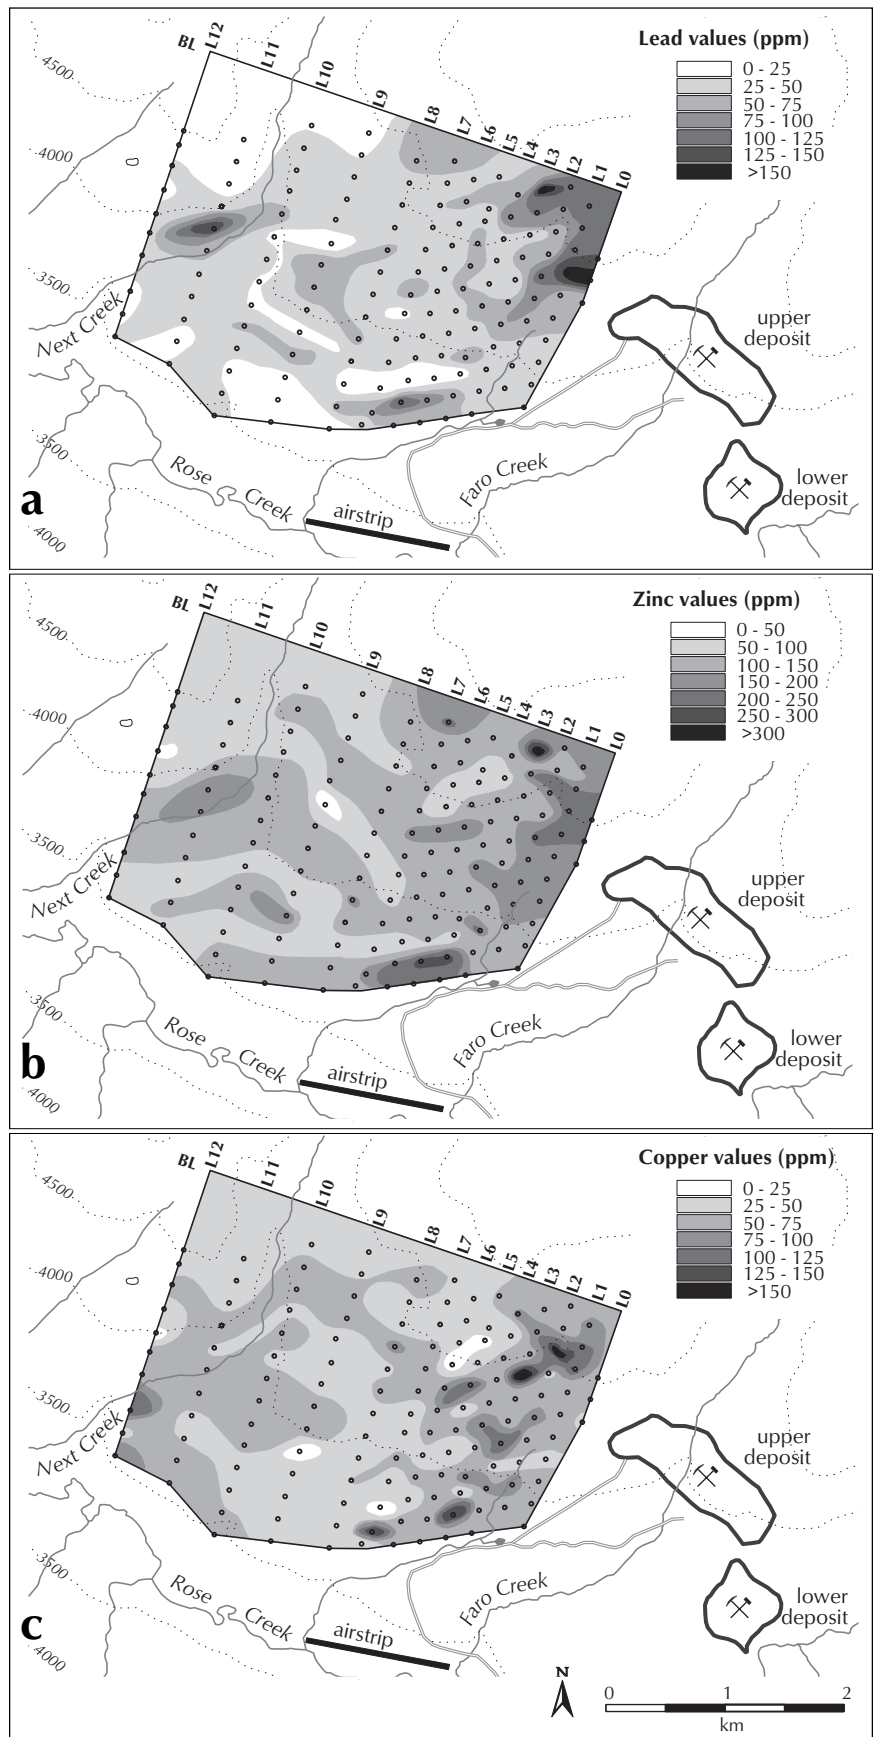 Lead values (ppm)
0 - 25
25 - 50
50 - 75
75 - 100
100 - 125
125 - 150
>150
BL
L12
L11
L10
L9
L8
L7
L6
L5
L4
L3
L2
L1
L0
4500
4000
3500
Next Creek
3500
4000
Rose Creek
airstrip
Faro Creek
upper
deposit
lower
deposit
a
Zinc values (ppm)
0 - 50
50 - 100
100 - 150
150 - 200
200 - 250
250 - 300
>300
BL
L12
L11
L10
L9
L8
L7
L6
L5
L4
L3
L2
L1
L0
4500
4000
3500
Next Creek
3500
4000
Rose Creek
airstrip
Faro Creek
upper
deposit
lower
deposit
b
Copper values (ppm)
0 - 25
25 - 50
50 - 75
75 - 100
100 - 125
125 - 150
>150
BL
L12
L11
L10
L9
L8
L7
L6
L5
L4
L3
L2
L1
L0
4500
4000
3500
Next Creek
3500
4000
Rose Creek
airstrip
Faro Creek
upper
deposit
lower
deposit
c
N
0 1 2
km